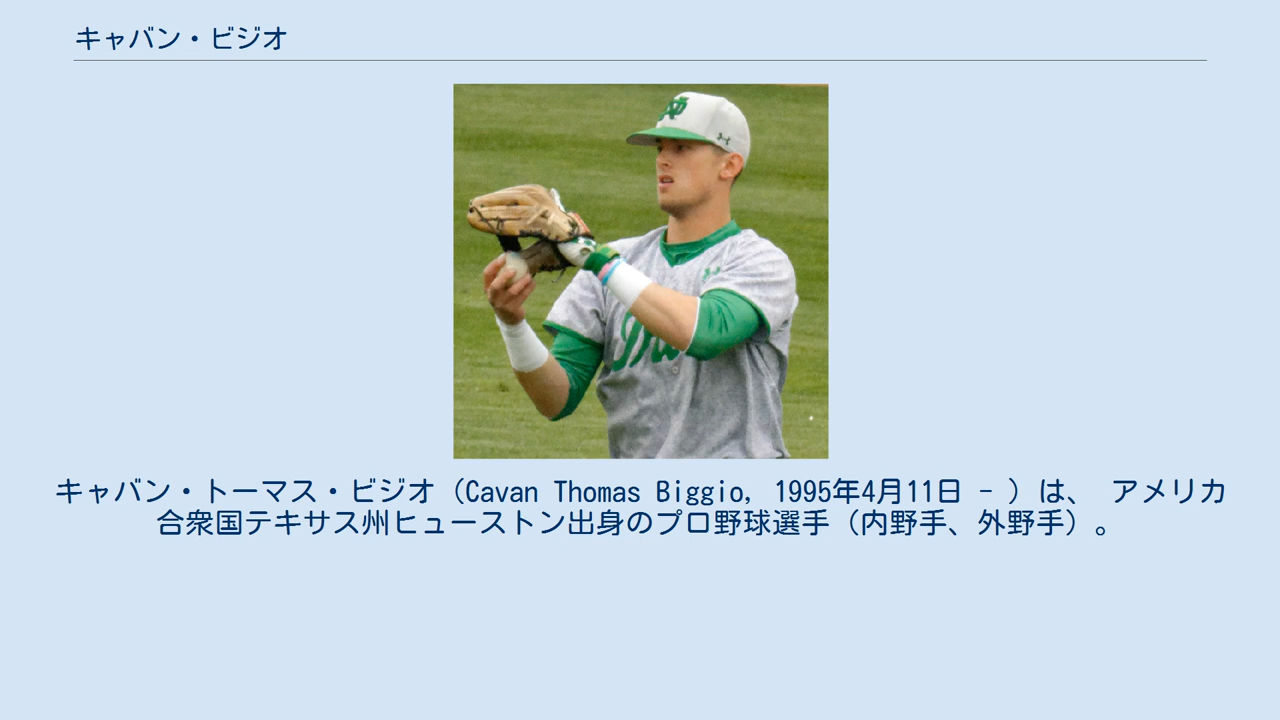 キャバン・ビジオ
キャバン・トーマス・ビジオ（Cavan Thomas Biggio, 1995年4月11日 - ）は、 アメリカ
合衆国テキサス州ヒューストン出身のプロ野球選手（内野手、外野手）。